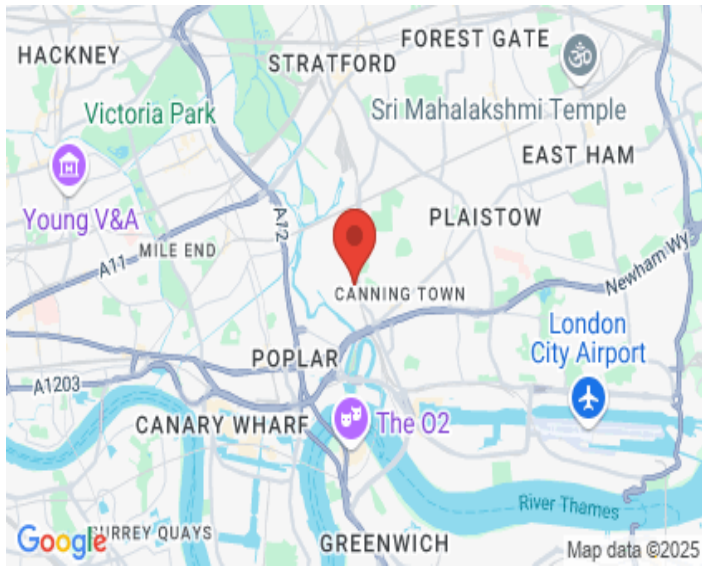 HACKNEY
FOREST GATE
STRATFORD
Victoria Park
Sri Mahalakshmi Temple
EAST HAM
Young V&A
PLAISTOW
A12
MILE END
A11
Newham Wy
CANNING TOWN
London
City Airport
POPLAR
A1203
CANARY WHARF
The O2
River Thames
URREY QUAYS
Google
GREENWICH
Map data ©2025